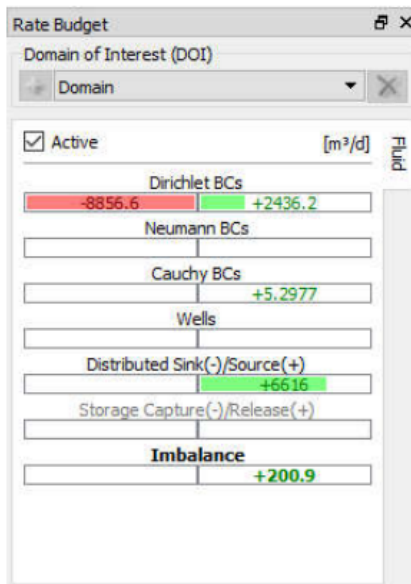 Rate Budget
Domain of Interest (DOI)
Domain
Active [m³/d]
Fluid
Dirichlet BCs
-8856.6 +2436.2
Neumann BCs
Cauchy BCs
+5.2977
Wells
Distributed Sink(-)/Source(+)
+6616
Storage Capture(-)/Release(+)
Imbalance
+200.9